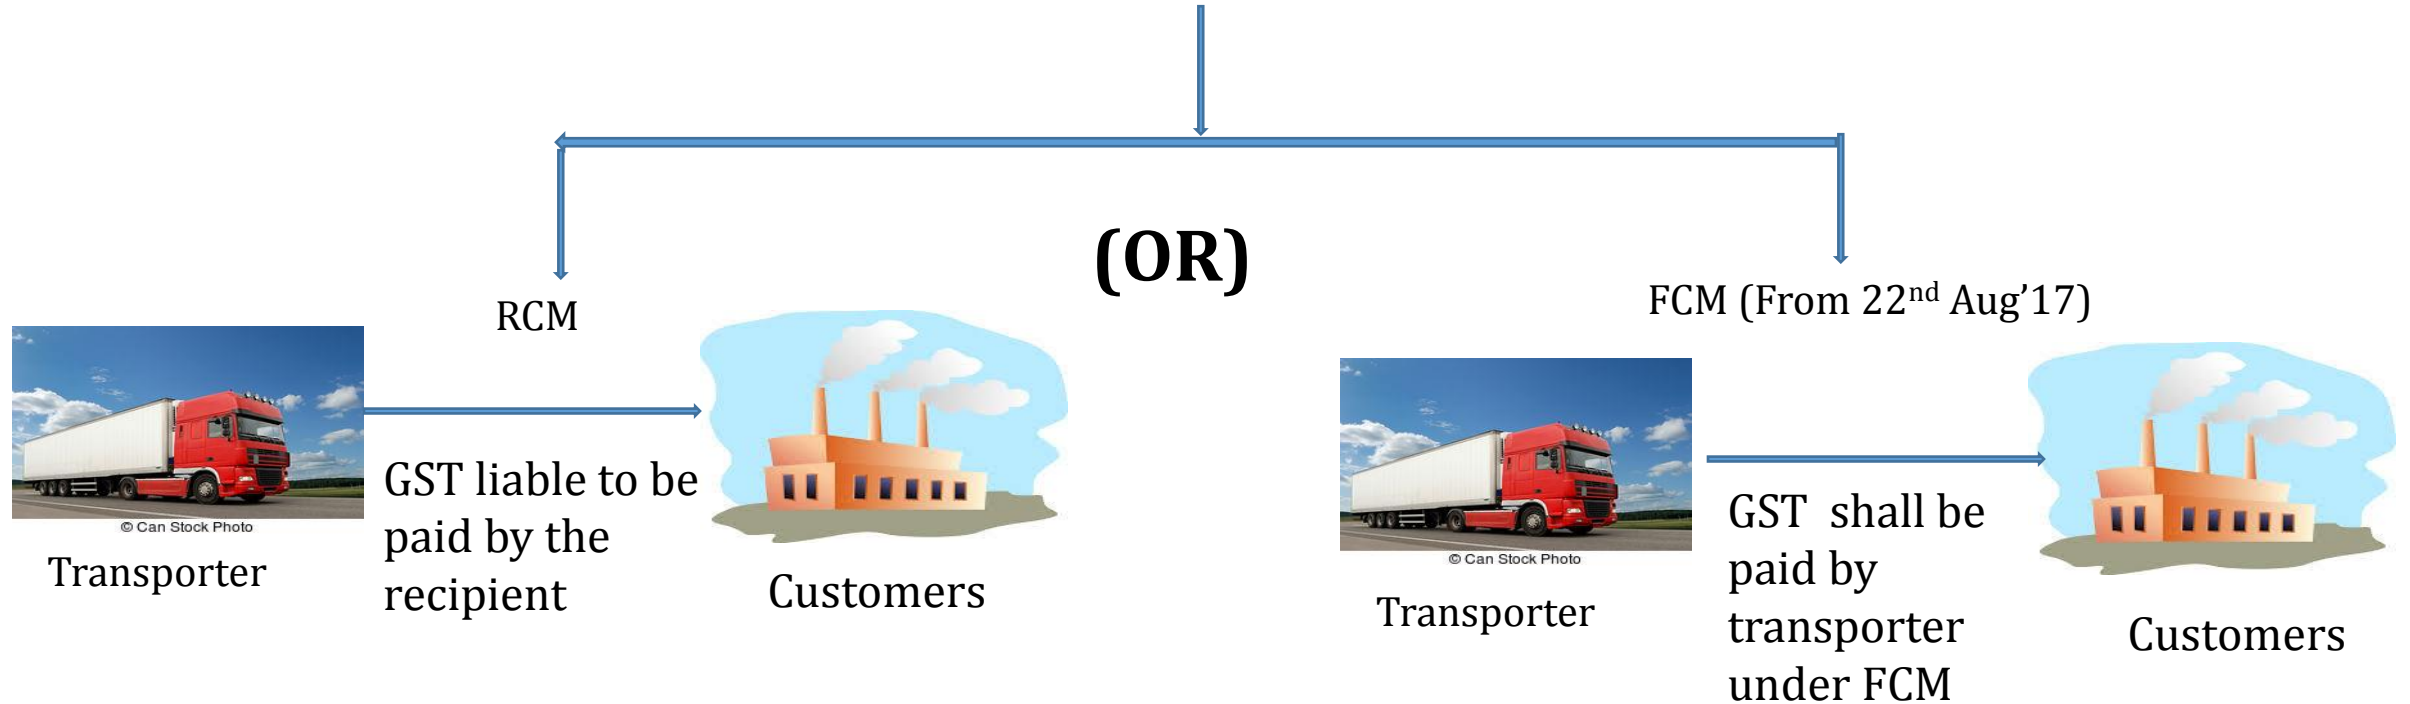 (OR)
RCM
© Can Stock Photo
Transporter
GST liable to be
paid by the
recipient
Customers
FCM (From 22nd Aug’17)
© Can Stock Photo
Transporter
GST  shall be
paid by
transporter
under FCM
Customers